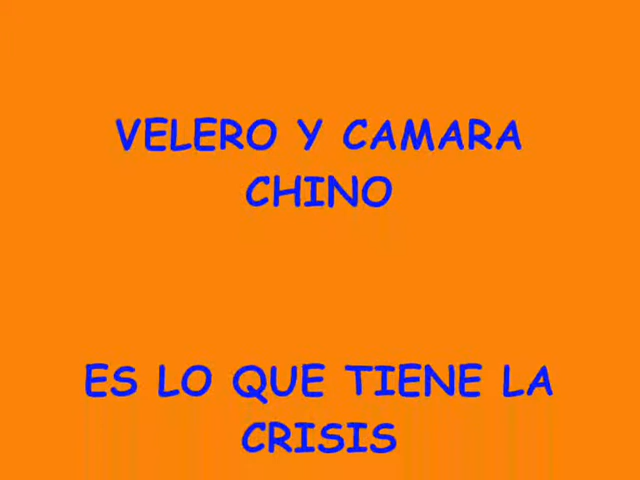 VELERO Y CAMARA
CHINO
ES LO QUE TIENE LA
CRISIS